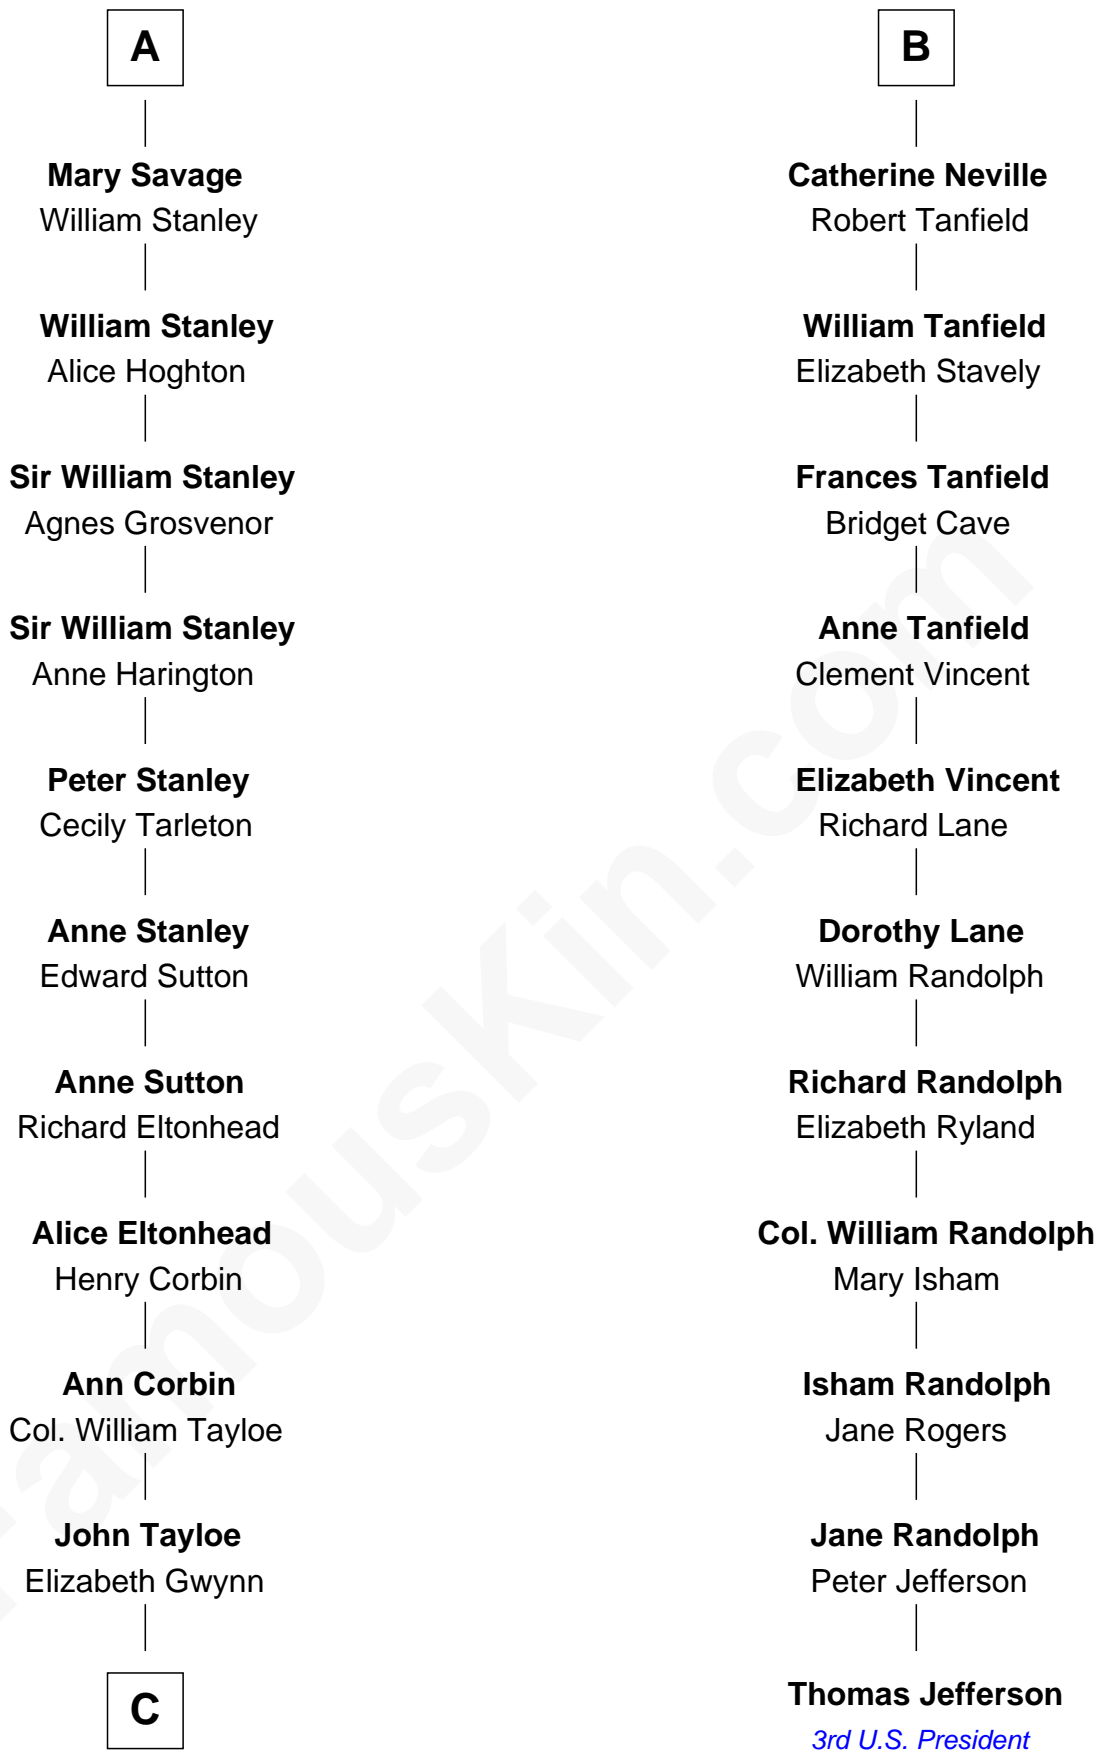 A
Mary Savage
William Stanley
William Stanley
Alice Hoghton
Sir William Stanley
Agnes Grosvenor
Sir William Stanley
Anne Harington
Peter Stanley
Cecily Tarleton
Anne Stanley
Edward Sutton
Anne Sutton
Richard Eltonhead
Alice Eltonhead
Henry Corbin
Ann Corbin
Col. William Tayloe
John Tayloe
Elizabeth Gwynn
C
B
Catherine Neville
Robert Tanfield
William Tanfield
Elizabeth Stavely
Frances Tanfield
Bridget Cave
Anne Tanfield
Clement Vincent
Elizabeth Vincent
Richard Lane
Dorothy Lane
William Randolph
Richard Randolph
Elizabeth Ryland
Col. William Randolph
Mary Isham
Isham Randolph
Jane Rogers
Jane Randolph
Peter Jefferson
Thomas Jefferson
3rd U.S. President
FamousKin.com